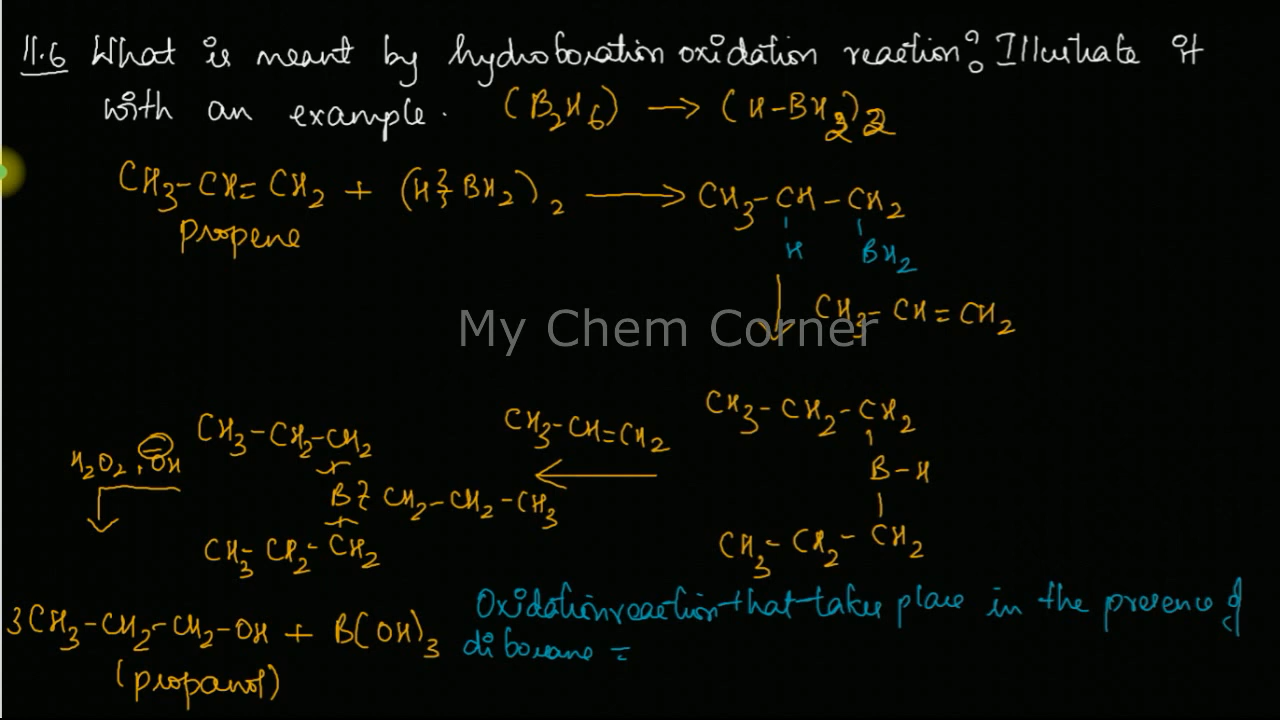 11.6 What is meant by hydroboration oxidation reaction? Illustrate it
with an example. (B2H6) → (H-BH2)2
CH3-CH=CH2 + (H BH2)2 → CH3-CH-CH2
propene
H BH2
CH3-CH=CH2
My Chem Corner
CH3-CH2-CH2
B-H
CH3-CH2-CH2
CH3-CH=CH2
CH3-CH2-CH2
B CH2-CH2-CH3
CH3-CH2-CH2
H2O2, OH
3CH3-CH2-CH2-OH + B(OH)3
(propanol)
Oxidation reaction that takes place in the presence of
diborane =